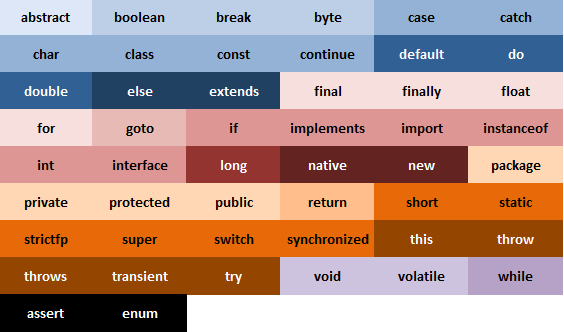 abstract boolean break byte case catch
char class const continue default do
double else extends final finally float
for goto if implements import instanceof
int interface long native new package
private protected public return short static
strictfp super switch synchronized this throw
throws transient try void volatile while
assert enum